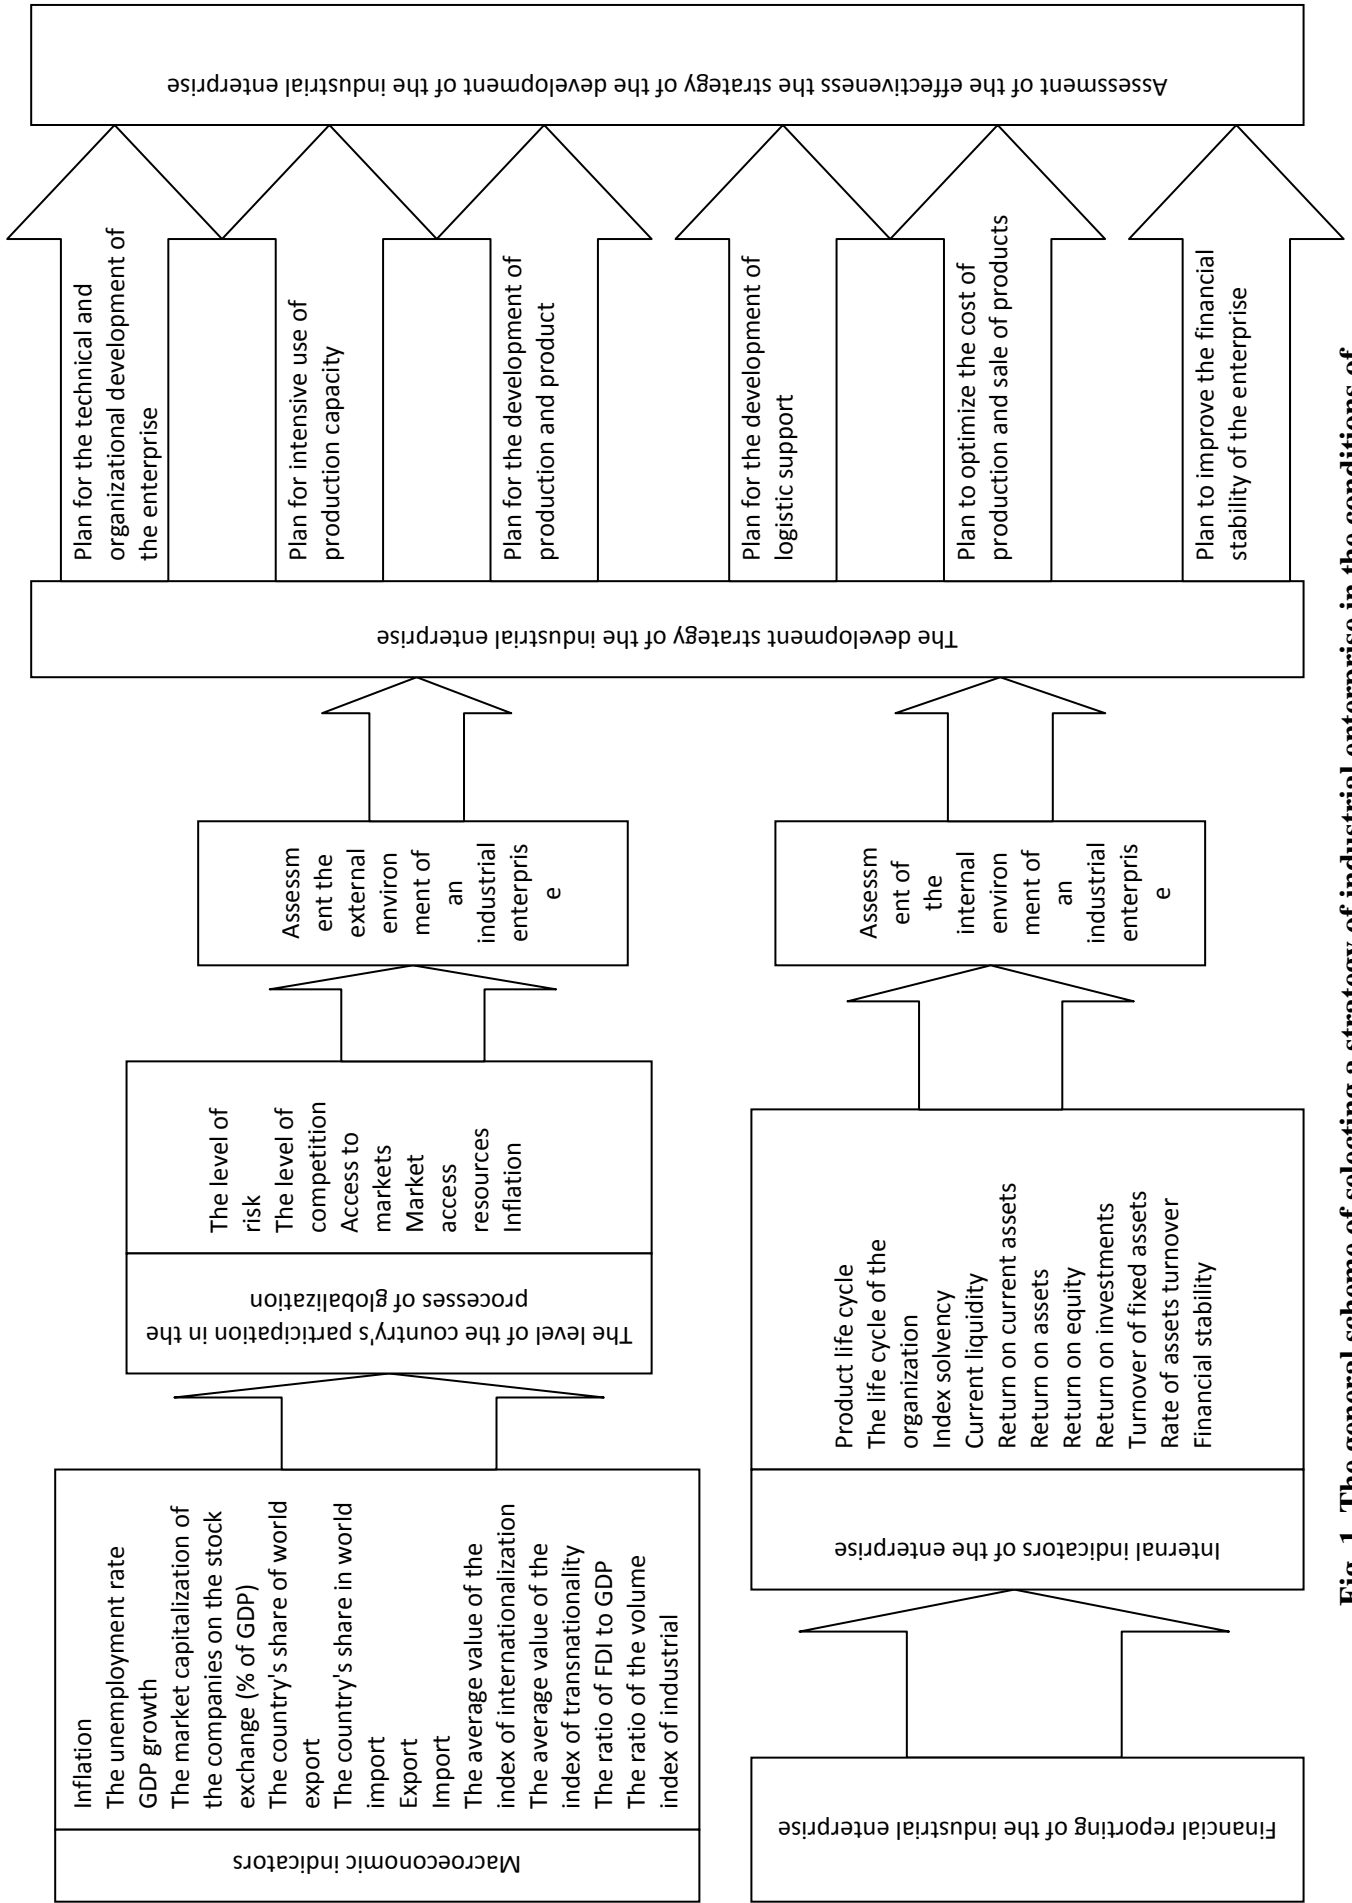 Macroeconomic indicators
Inflation
The unemployment rate
GDP growth
The market capitalization of
the companies on the stock
exchange (% of GDP)
The country's share of world
export
The country's share in world
import
Export
Import
The average value of the
index of internationalization
The average value of the
index of transnationality
The ratio of FDI to GDP
The ratio of the volume
index of industrial
The level of the country's participation in the
processes of globalization
The level of
risk
The level of
competition
Access to
markets
Market
access
resources
Inflation
Assessm
ent the
external
environ
ment of
an
industrial
enterpris
e
Financial reporting of the industrial enterprise
Internal indicators of the enterprise
Product life cycle
The life cycle of the
organization
Index solvency
Current liquidity
Return on current assets
Return on assets
Return on equity
Return on investments
Turnover of fixed assets
Rate of assets turnover
Financial stability
Assessm
ent of
the
internal
environ
ment of
an
industrial
enterpris
e
The development strategy of the industrial enterprise
Plan for the technical and
organizational development of
the enterprise
Plan for intensive use of
production capacity
Plan for the development of
production and product
Plan for the development of
logistic support
Plan to optimize the cost of
production and sale of products
Plan to improve the financial
stability of the enterprise
Assessment of the effectiveness the strategy of the development of the industrial enterprise
Fig. 1. The general scheme of selecting a strategy of industrial enterprise in the conditions of